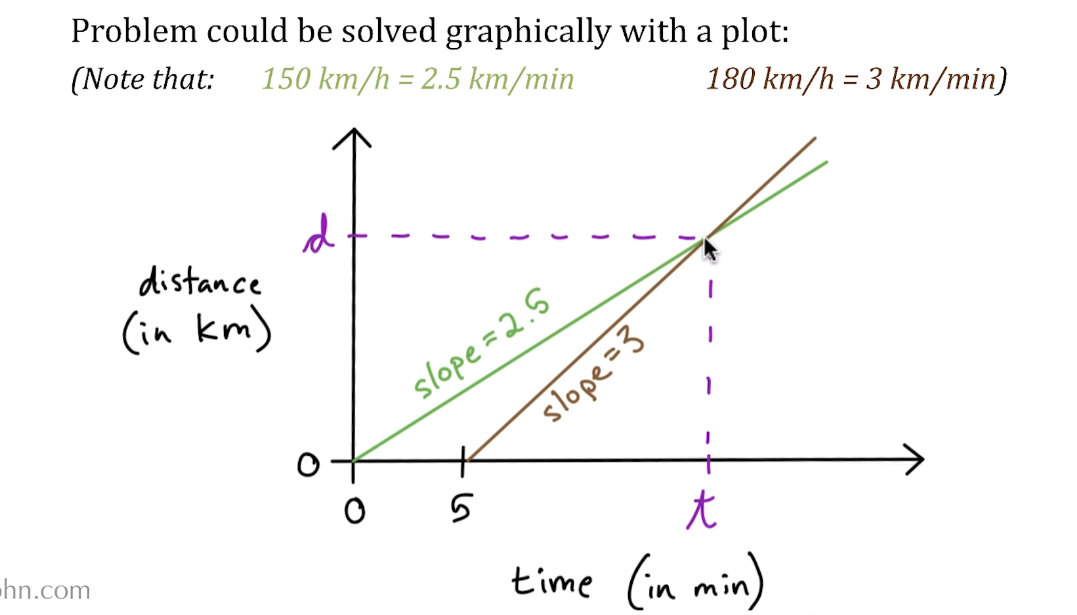 Problem could be solved graphically with a plot:
(Note that: 150 km/h = 2.5 km/min 180 km/h = 3 km/min)
d
distance
(in km)
slope=2.5
slope=3
0
0 5 t
time (in min)
hn.com